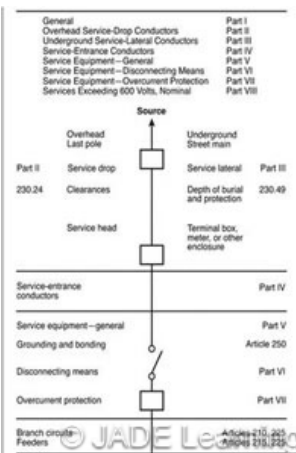 General Part I
Overhead Service-Drop Conductors Part II
Underground Service-Lateral Conductors Part III
Service-Entrance Conductors Part IV
Service Equipment—General Part V
Service Equipment—Disconnecting Means Part VI
Service Equipment—Overcurrent Protection Part VII
Services Exceeding 600 Volts, Nominal Part VIII
Source
Overhead Underground
Last pole Street main
Part II Service drop Service lateral Part III
230.24 Clearances Depth of burial 230.49
and protection
Service head Terminal box,
meter, or other
enclosure
Service-entrance Part IV
conductors
Service equipment—general Part V
Grounding and bonding Article 250
Disconnecting means Part VI
Overcurrent protection Part VII
Branch circuits Articles 210, 225
Feeders Articles 215, 225
© JADE Learning